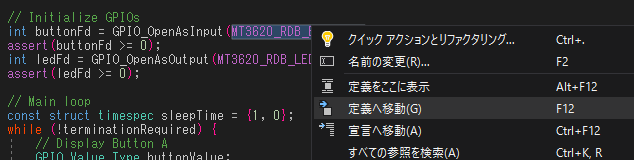 // Initialize GPIOs
int buttonFd = GPIO_OpenAsInput(MT3620_RDB_
assert(buttonFd >= 0);
int ledFd = GPIO_OpenAsOutput(MT3620_RDB_LE
assert(ledFd >= 0);
// Main loop
const struct timespec sleepTime = {1, 0};
while (!terminationRequired) {
// Display Button A
GPIO_Value_Type buttonValue;
クイック アクションとリファクタリング... Ctrl+.
名前の変更(R)... F2
定義をここに表示 Alt+F12
定義へ移動(G) F12
宣言へ移動(A) Ctrl+F12
すべての参照を検索(A) Ctrl+K, R